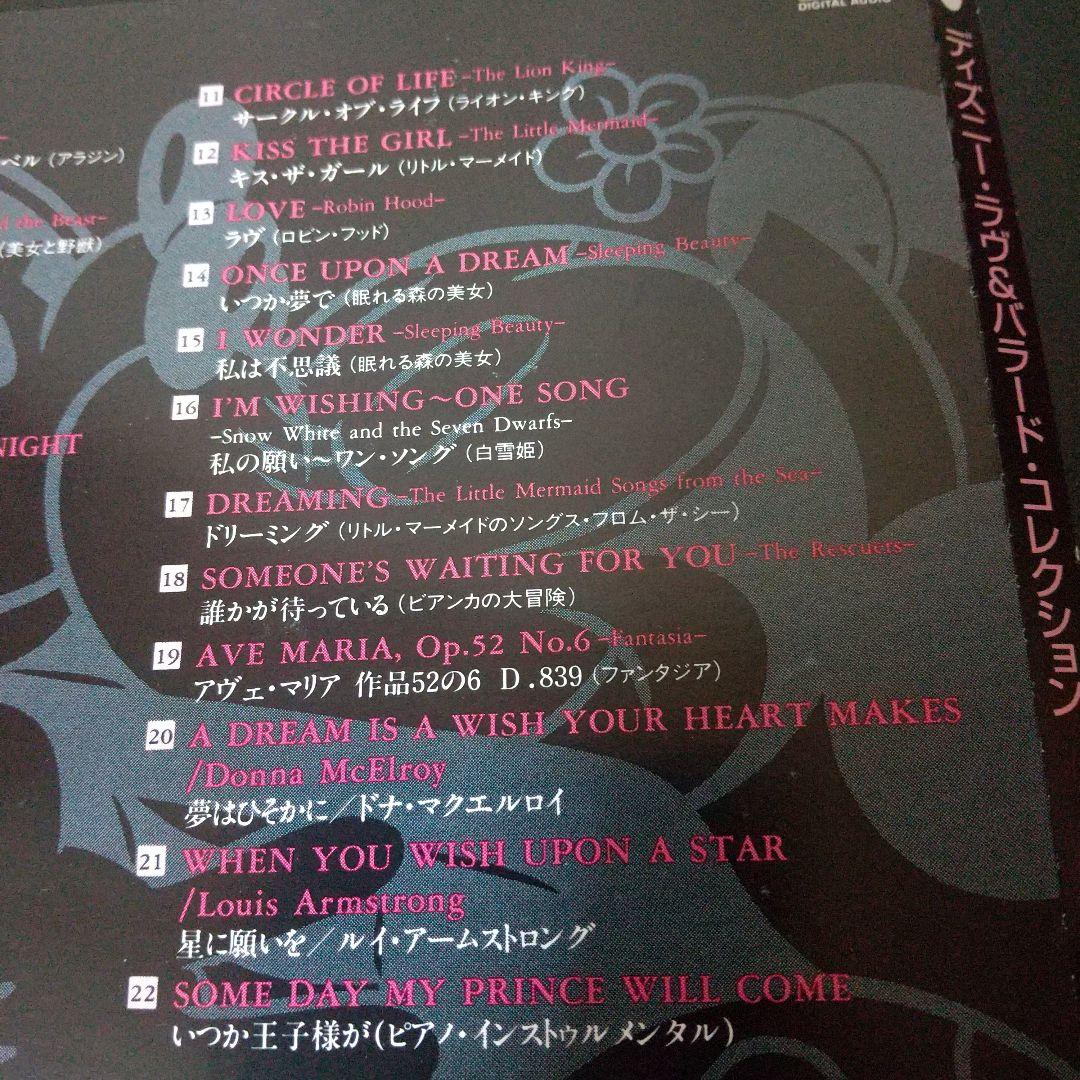 DIGITAL AUDIO
ベル(アラジン)
the Beast–
(美女と野獣)
NIGHT
11 CIRCLE OF LIFE –The Lion King–
サークル・オブ・ライフ(ライオン・キング)
12 KISS THE GIRL –The Little Mermaid–
キス・ザ・ガール(リトル・マーメイド)
13 LOVE –Robin Hood–
ラヴ(ロビン・フッド)
14 ONCE UPON A DREAM –Sleeping Beauty–
いつか夢で(眠れる森の美女)
15 I WONDER –Sleeping Beauty–
私は不思議(眠れる森の美女)
16 I'M WISHING～ONE SONG
–Snow White and the Seven Dwarfs–
私の願い～ワン・ソング(白雪姫)
17 DREAMING –The Little Mermaid Songs from the Sea–
ドリーミング(リトル・マーメイドのソングス・フロム・ザ・シー)
18 SOMEONE'S WAITING FOR YOU –The Rescuers–
誰かが待っている(ビアンカの大冒険)
19 AVE MARIA, Op.52 No.6 –Fantasia–
アヴェ・マリア 作品52の6 D.839(ファンタジア)
20 A DREAM IS A WISH YOUR HEART MAKES
/Donna McElroy
夢はひそかに/ドナ・マクエルロイ
21 WHEN YOU WISH UPON A STAR
/Louis Armstrong
星に願いを/ルイ・アームストロング
22 SOME DAY MY PRINCE WILL COME
いつか王子様が(ピアノ・インストゥルメンタル)
ディズニー・ラヴ&バラード・コレクション